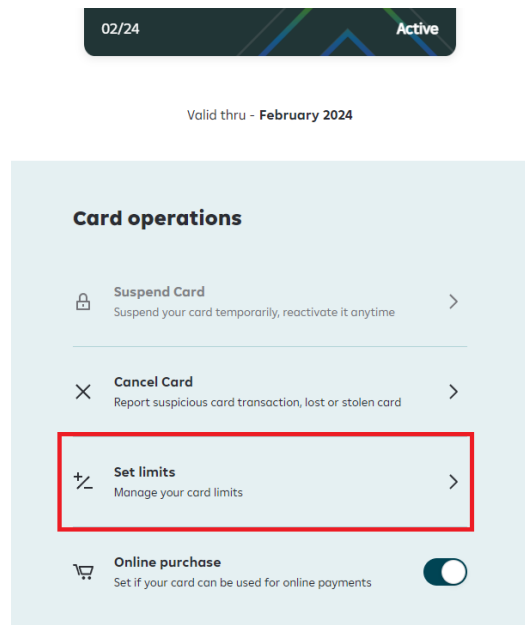 02/24 Active
Valid thru - February 2024
Card operations
Suspend Card
Suspend your card temporarily, reactivate it anytime
Cancel Card
Report suspicious card transaction, lost or stolen card
Set limits
Manage your card limits
Online purchase
Set if your card can be used for online payments